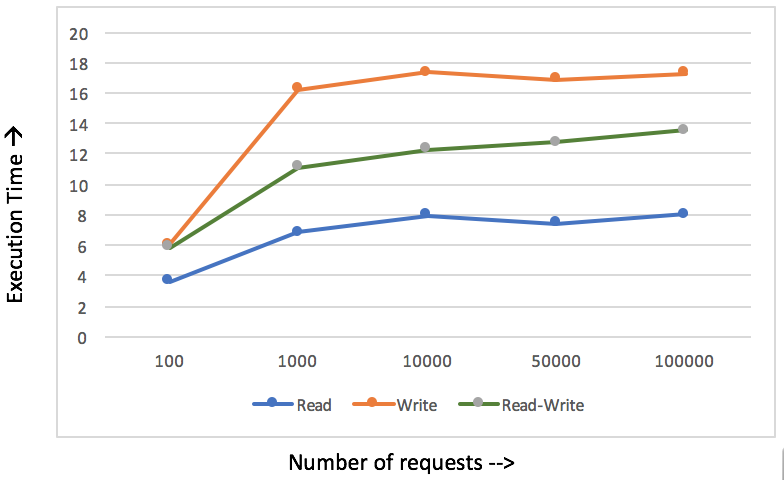 20
18
16
14
12
10
8
6
4
2
0
Execution Time →
100 1000 10000 50000 100000
Read Write Read-Write
Number of requests -->